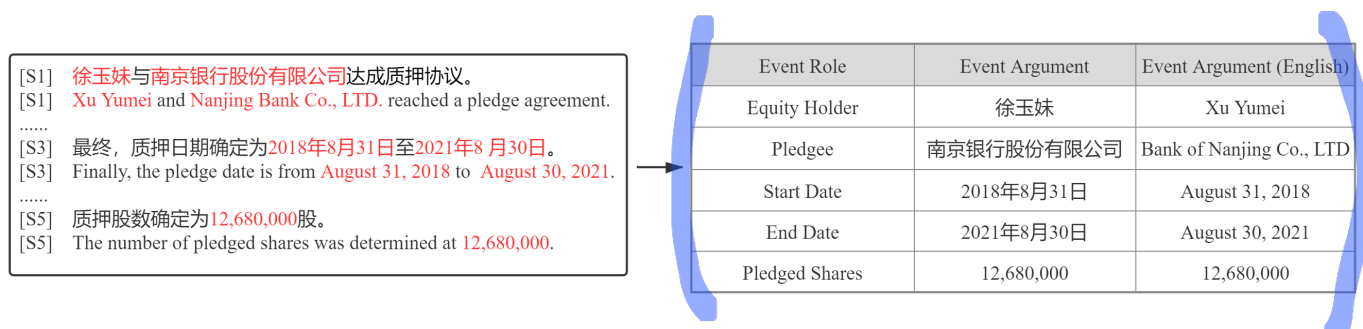 [S1] 徐玉妹与南京银行股份有限公司达成质押协议。
[S1] Xu Yumei and Nanjing Bank Co., LTD. reached a pledge agreement.
......
[S3] 最终，质押日期确定为2018年8月31日至2021年8 月30日。
[S3] Finally, the pledge date is from August 31, 2018 to August 30, 2021.
......
[S5] 质押股数确定为12,680,000股。
[S5] The number of pledged shares was determined at 12,680,000.
Event Role Event Argument Event Argument (English)
Equity Holder 徐玉妹 Xu Yumei
Pledgee 南京银行股份有限公司 Bank of Nanjing Co., LTD
Start Date 2018年8月31日 August 31, 2018
End Date 2021年8月30日 August 30, 2021
Pledged Shares 12,680,000 12,680,000